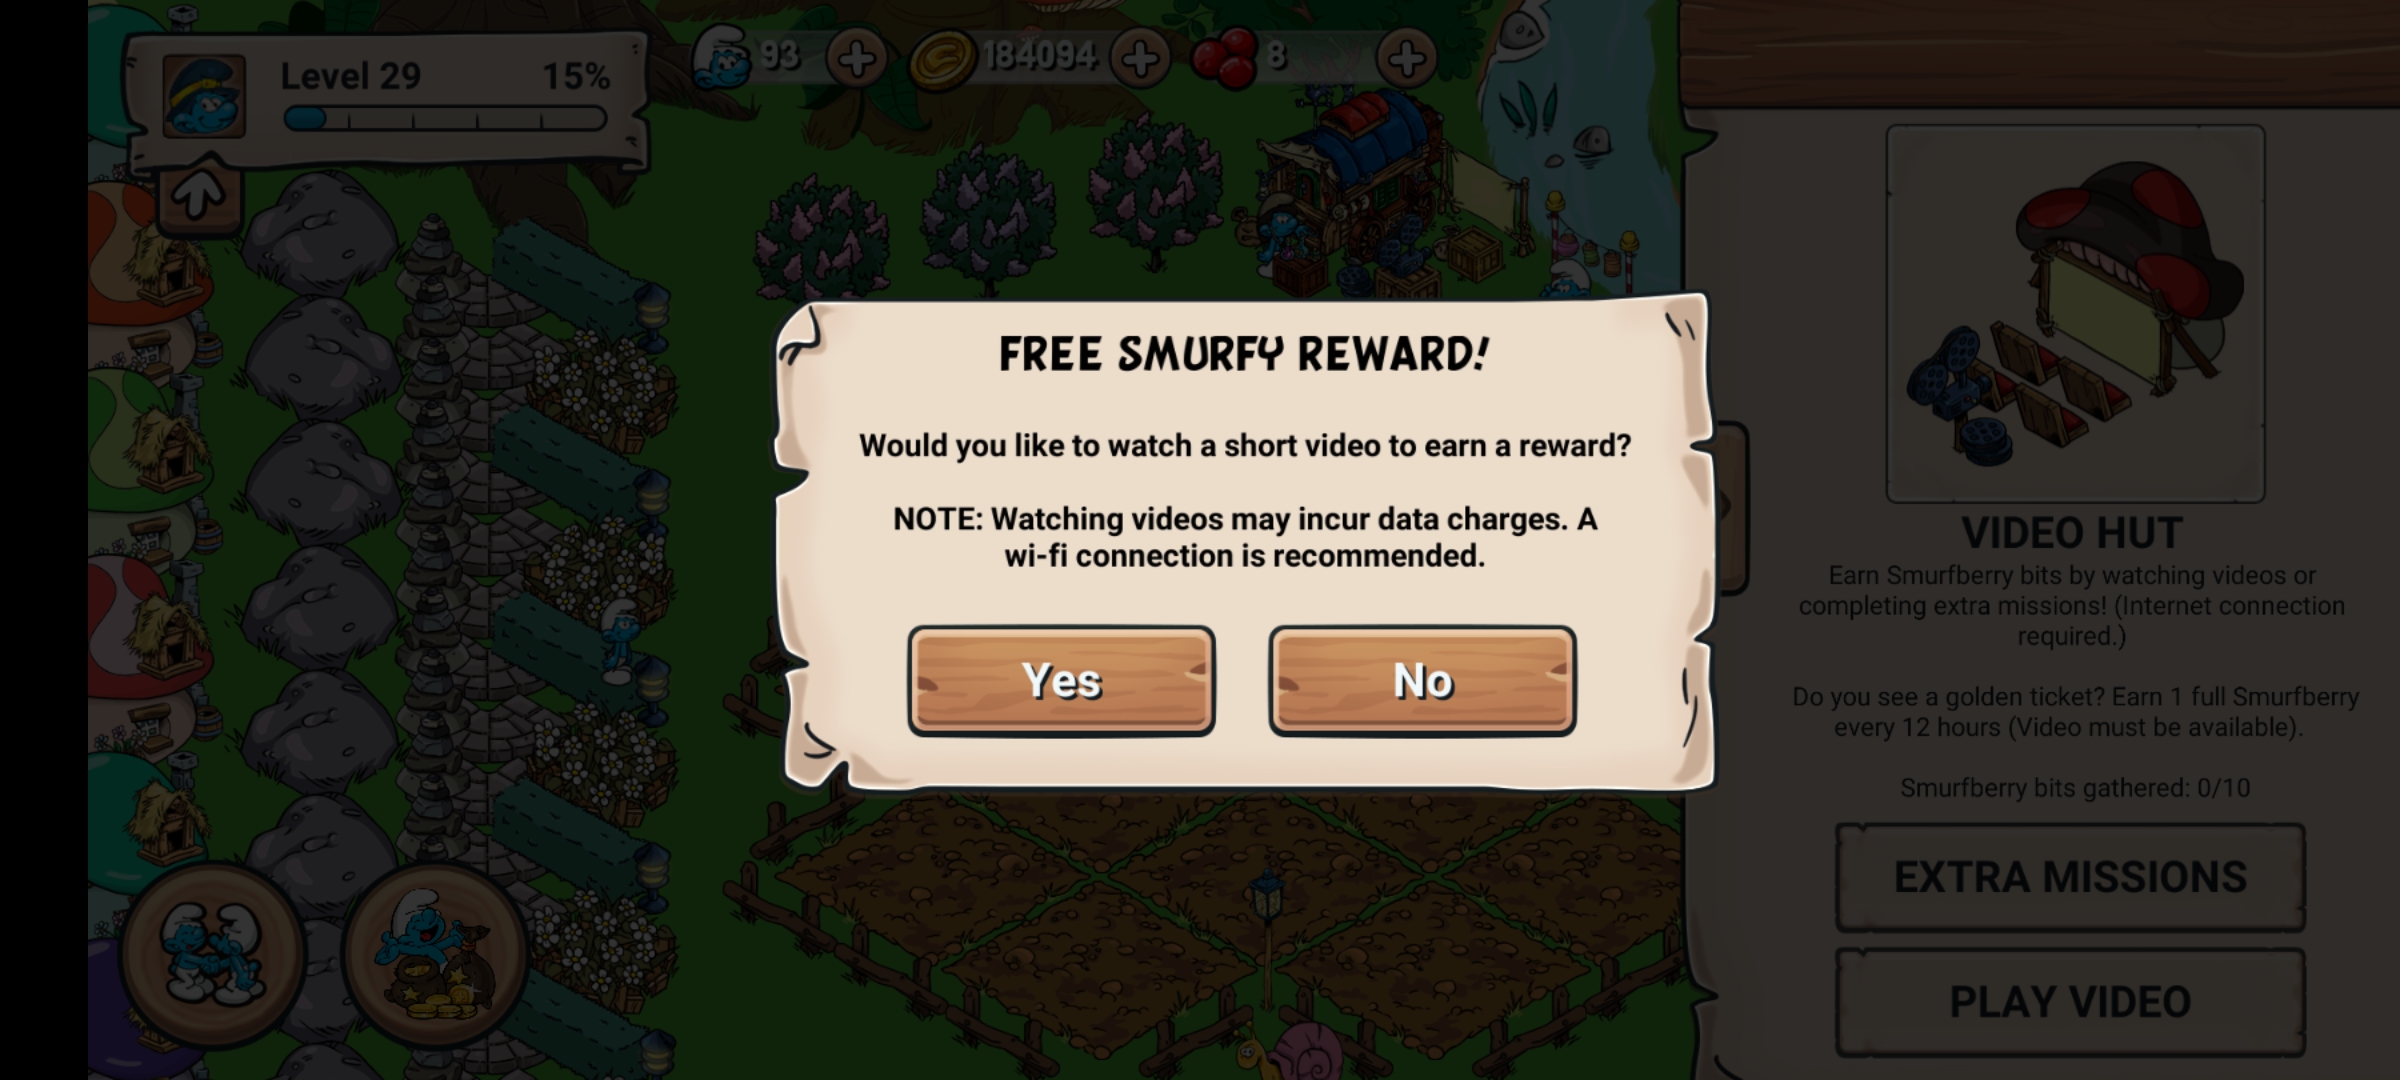 Level 29
15%
93
184094
8
FREE SMURFY REWARD!
Would you like to watch a short video to earn a reward?
NOTE: Watching videos may incur data charges. A
wi-fi connection is recommended.
Yes
No
VIDEO HUT
Earn Smurfberry bits by watching videos or
completing extra missions! (Internet connection
required.)
Do you see a golden ticket? Earn 1 full Smurfberry
every 12 hours (Video must be available).
Smurfberry bits gathered: 0/10
EXTRA MISSIONS
PLAY VIDEO